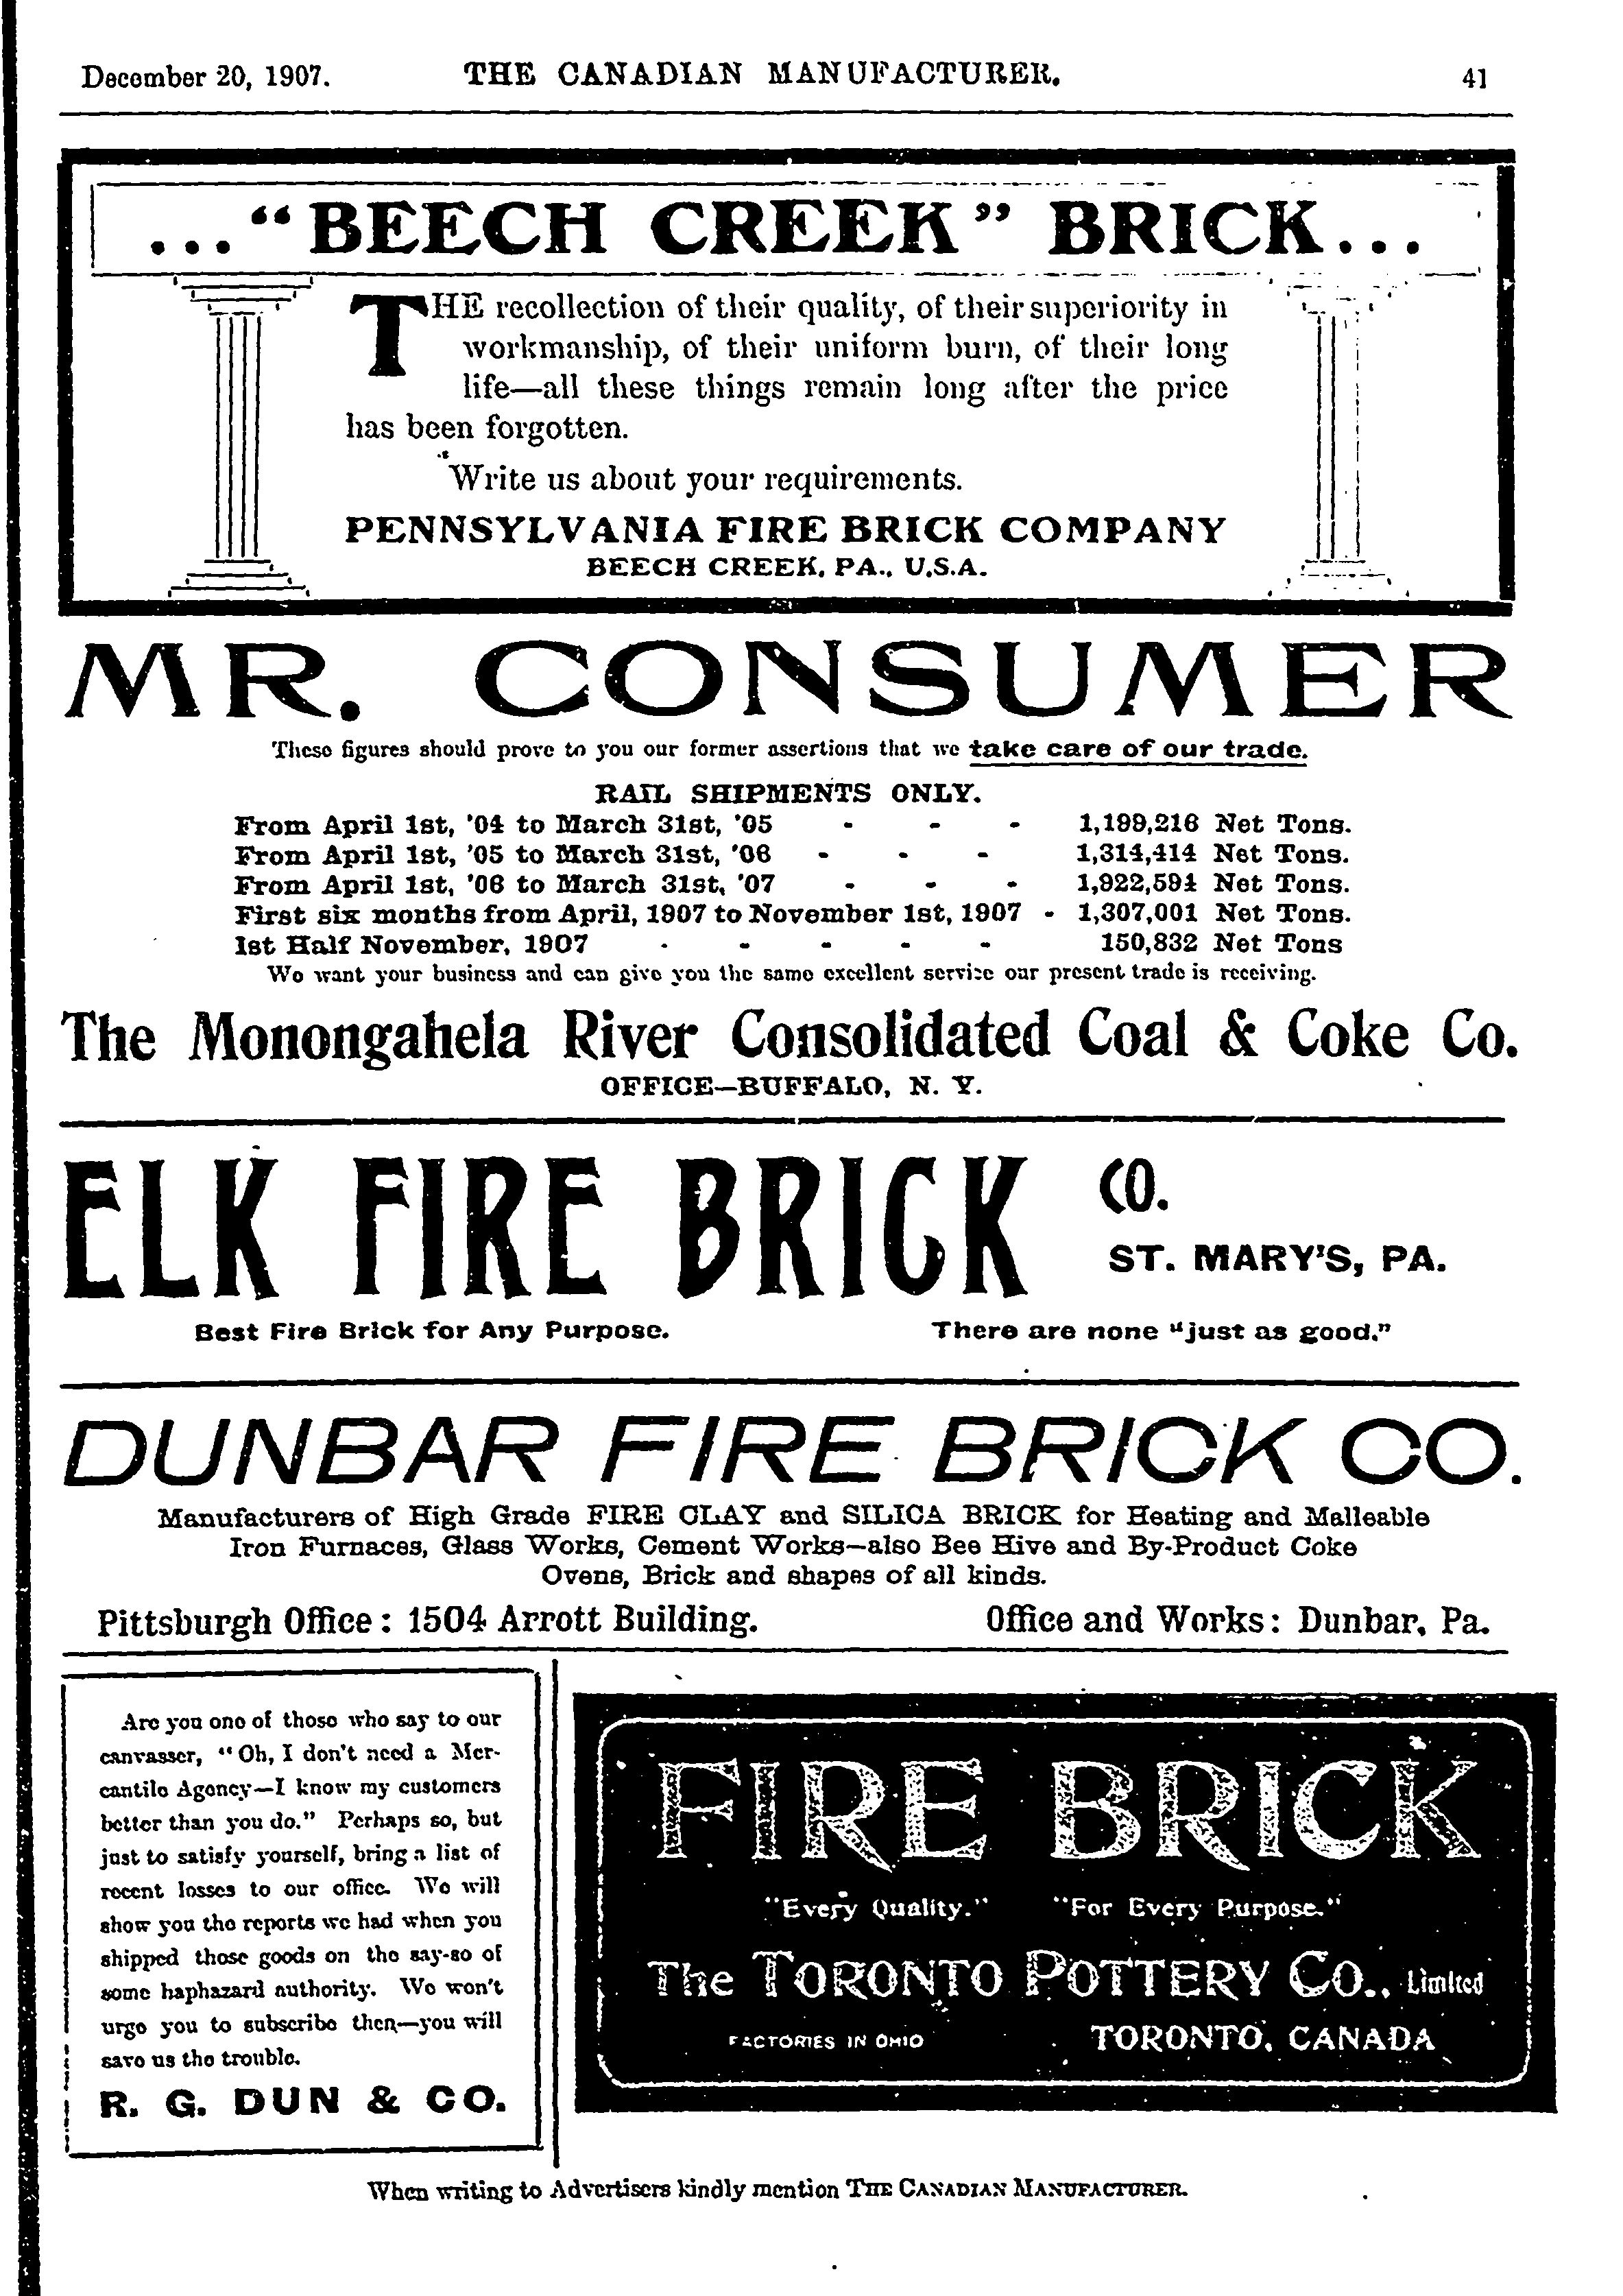 December 20, 1907.
THE CANADIAN MANUFACTURER.
41
..."BEECH CREEK" BRICK...
THE recollection of their quality, of their superiority in
workmanship, of their uniform burn, of their long
life—all these things remain long after the price
has been forgotten.
Write us about your requirements.
PENNSYLVANIA FIRE BRICK COMPANY
BEECH CREEK, PA., U.S.A.
MR. CONSUMER
These figures should prove to you our former assertions that we take care of our trade.
RAIL SHIPMENTS ONLY.
From April 1st, '04 to March 31st, '05 - - - 1,199,216 Net Tons.
From April 1st, '05 to March 31st, '06 - - - 1,314,414 Net Tons.
From April 1st, '06 to March 31st, '07 - - - 1,922,594 Net Tons.
First six months from April, 1907 to November 1st, 1907 - 1,307,001 Net Tons.
1st Half November, 1907 - - - - - 150,832 Net Tons
We want your business and can give you the same excellent service our present trade is receiving.
The Monongahela River Consolidated Coal & Coke Co.
OFFICE—BUFFALO, N. Y.
ELK FIRE BRICK CO.
ST. MARY'S, PA.
Best Fire Brick for Any Purpose.
There are none "just as good."
DUNBAR FIRE BRICK CO.
Manufacturers of High Grade FIRE CLAY and SILICA BRICK for Heating and Malleable
Iron Furnaces, Glass Works, Cement Works—also Bee Hive and By-Product Coke
Ovens, Brick and shapes of all kinds.
Pittsburgh Office: 1504 Arrott Building.
Office and Works: Dunbar, Pa.
Are you one of those who say to our
canvasser, "Oh, I don't need a Mer-
cantile Agency—I know my customers
better than you do." Perhaps so, but
just to satisfy yourself, bring a list of
recent losses to our office. We will
show you the reports we had when you
shipped those goods on the say-so of
some haphazard authority. We won't
urge you to subscribe then—you will
save us the trouble.
R. G. DUN & CO.
FIRE BRICK
"Every Quality."
"For Every Purpose."
The TORONTO POTTERY CO., Limited
FACTORIES IN OHIO
TORONTO, CANADA
When writing to Advertisers kindly mention THE CANADIAN MANUFACTURER.